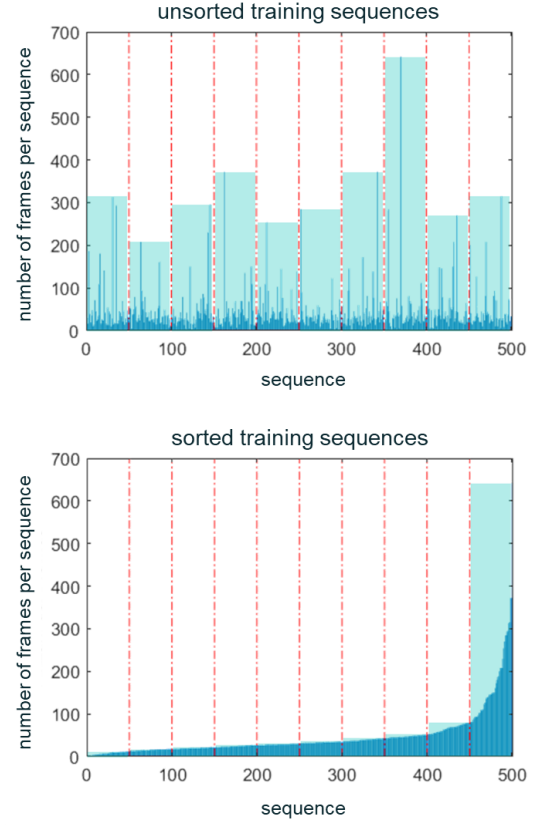 unsorted training sequences
700
600
500
400
300
200
100
0
number of frames per sequence
0 100 200 300 400 500
sequence
sorted training sequences
700
600
500
400
300
200
100
0
number of frames per sequence
0 100 200 300 400 500
sequence